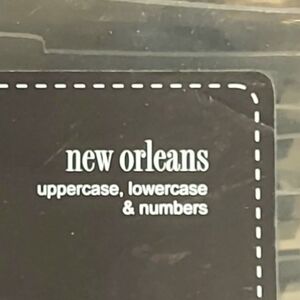 new orleans
uppercase, lowercase
& numbers